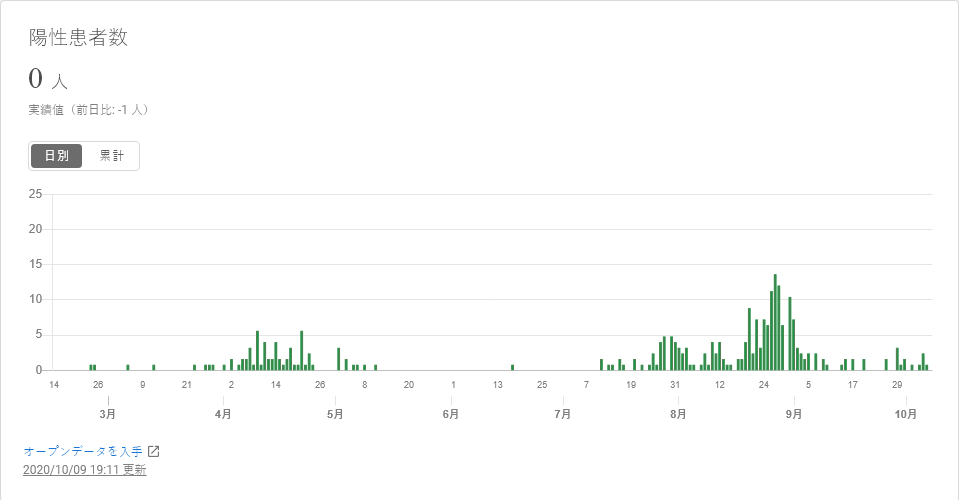 陽性患者数
0 人
実績値（前日比: -1 人）
日別 累計
25
20
15
10
5
0
14 26 9 21 2 14 26 8 20 1 13 25 7 19 31 12 24 5 17 29
3月 4月 5月 6月 7月 8月 9月 10月
オープンデータを入手
2020/10/09 19:11 更新